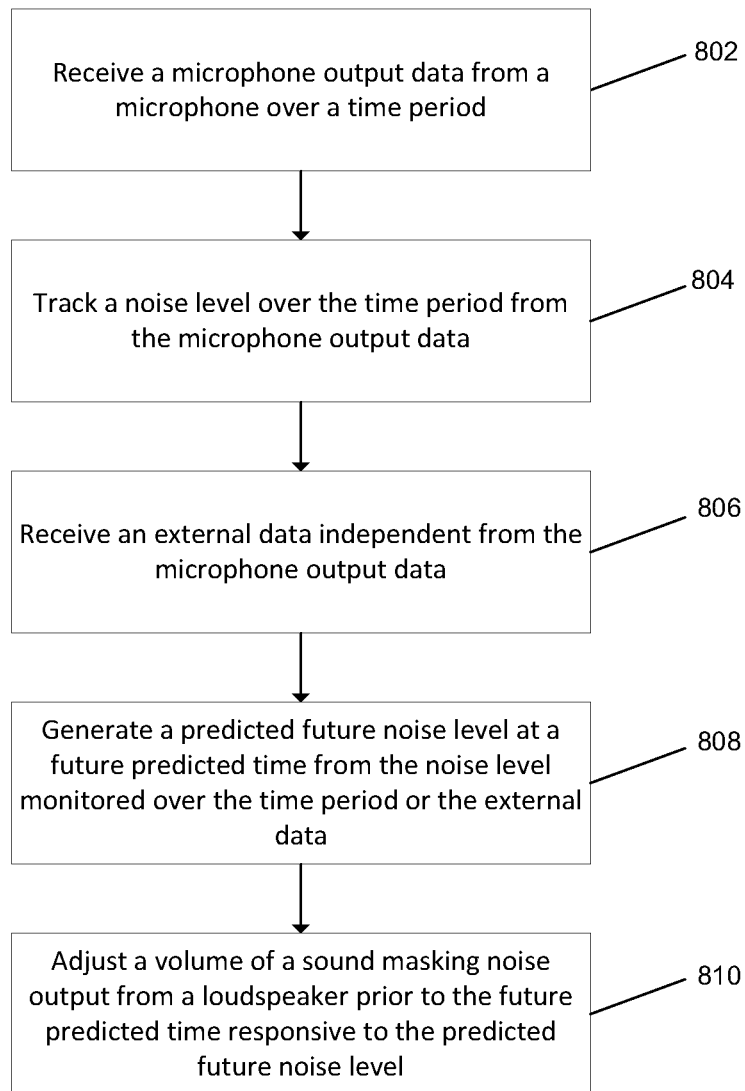 Receive a microphone output data from a
microphone over a time period
802
Track a noise level over the time period from
the microphone output data
804
Receive an external data independent from the
microphone output data
806
Generate a predicted future noise level at a
future predicted time from the noise level
monitored over the time period or the external
data
808
Adjust a volume of a sound masking noise
output from a loudspeaker prior to the future
predicted time responsive to the predicted
future noise level
810